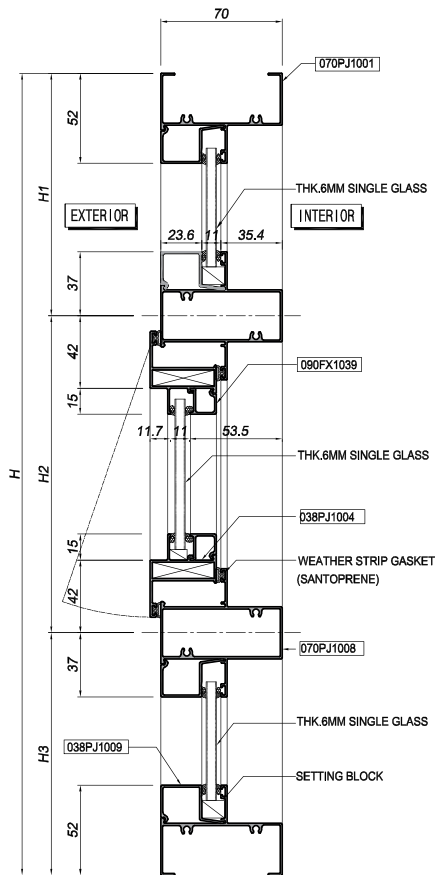 70
070PJ1001
52
H1
THK.6MM SINGLE GLASS
EXTERIOR
INTERIOR
23.6
11
35.4
37
42
090FX1039
15
11.7
11
53.5
H
H2
THK.6MM SINGLE GLASS
038PJ1004
15
WEATHER STRIP GASKET
(SANTOPRENE)
42
070PJ1008
37
THK.6MM SINGLE GLASS
038PJ1009
H3
SETTING BLOCK
52